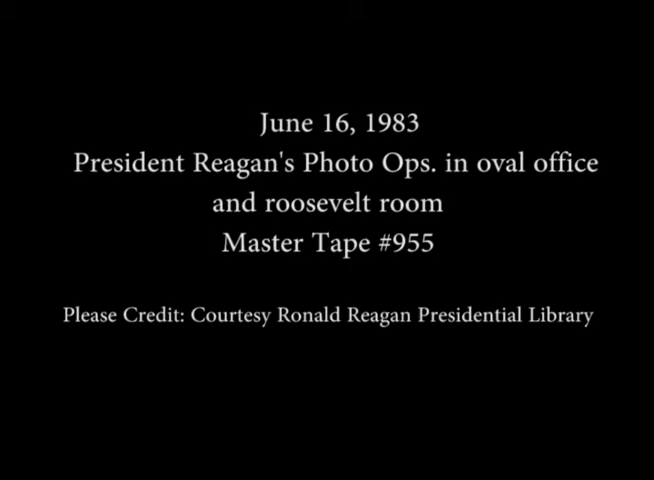 June 16, 1983
President Reagan's Photo Ops. in oval office
and roosevelt room
Master Tape #955
Please Credit: Courtesy Ronald Reagan Presidential Library